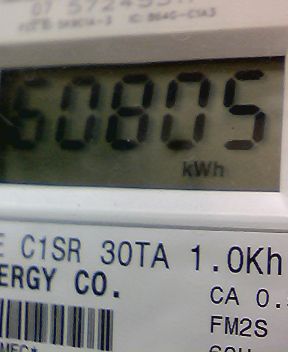 60805
kWh
E C1SR 30TA 1.0Kh
ERGY CO.
CA 0.
FM2S